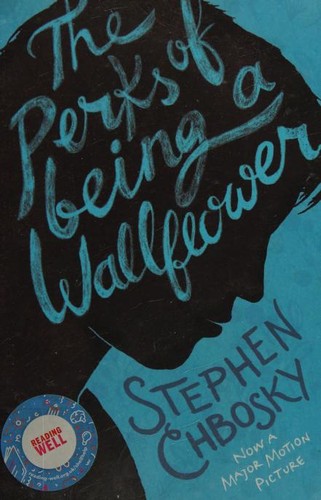 The
Perks of
being a
Wallflower
STEPHEN
CHBOSKY
NOW A
MAJOR MOTION
PICTURE
READING
WELL